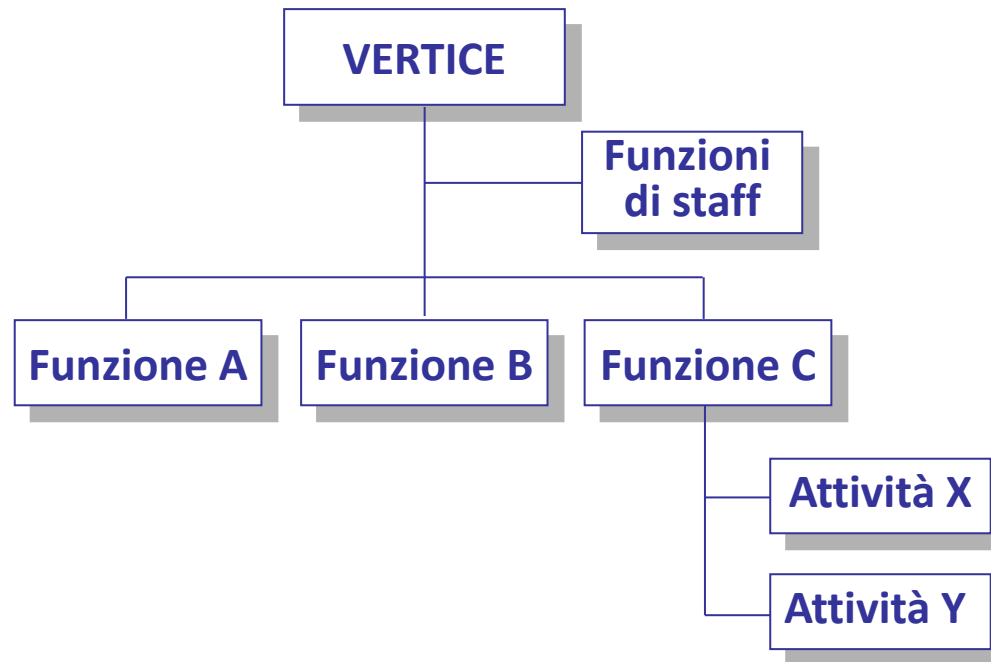 VERTICE
Funzioni
di staff
Funzione A
Funzione B
Funzione C
Attività X
Attività Y